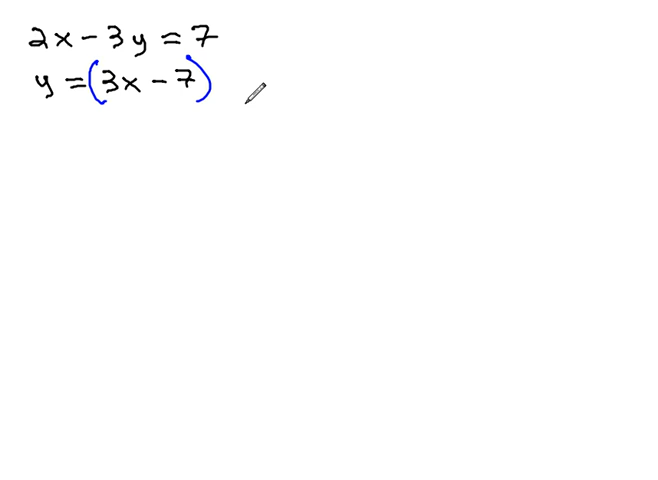 2x - 3y = 7
y = (3x - 7)